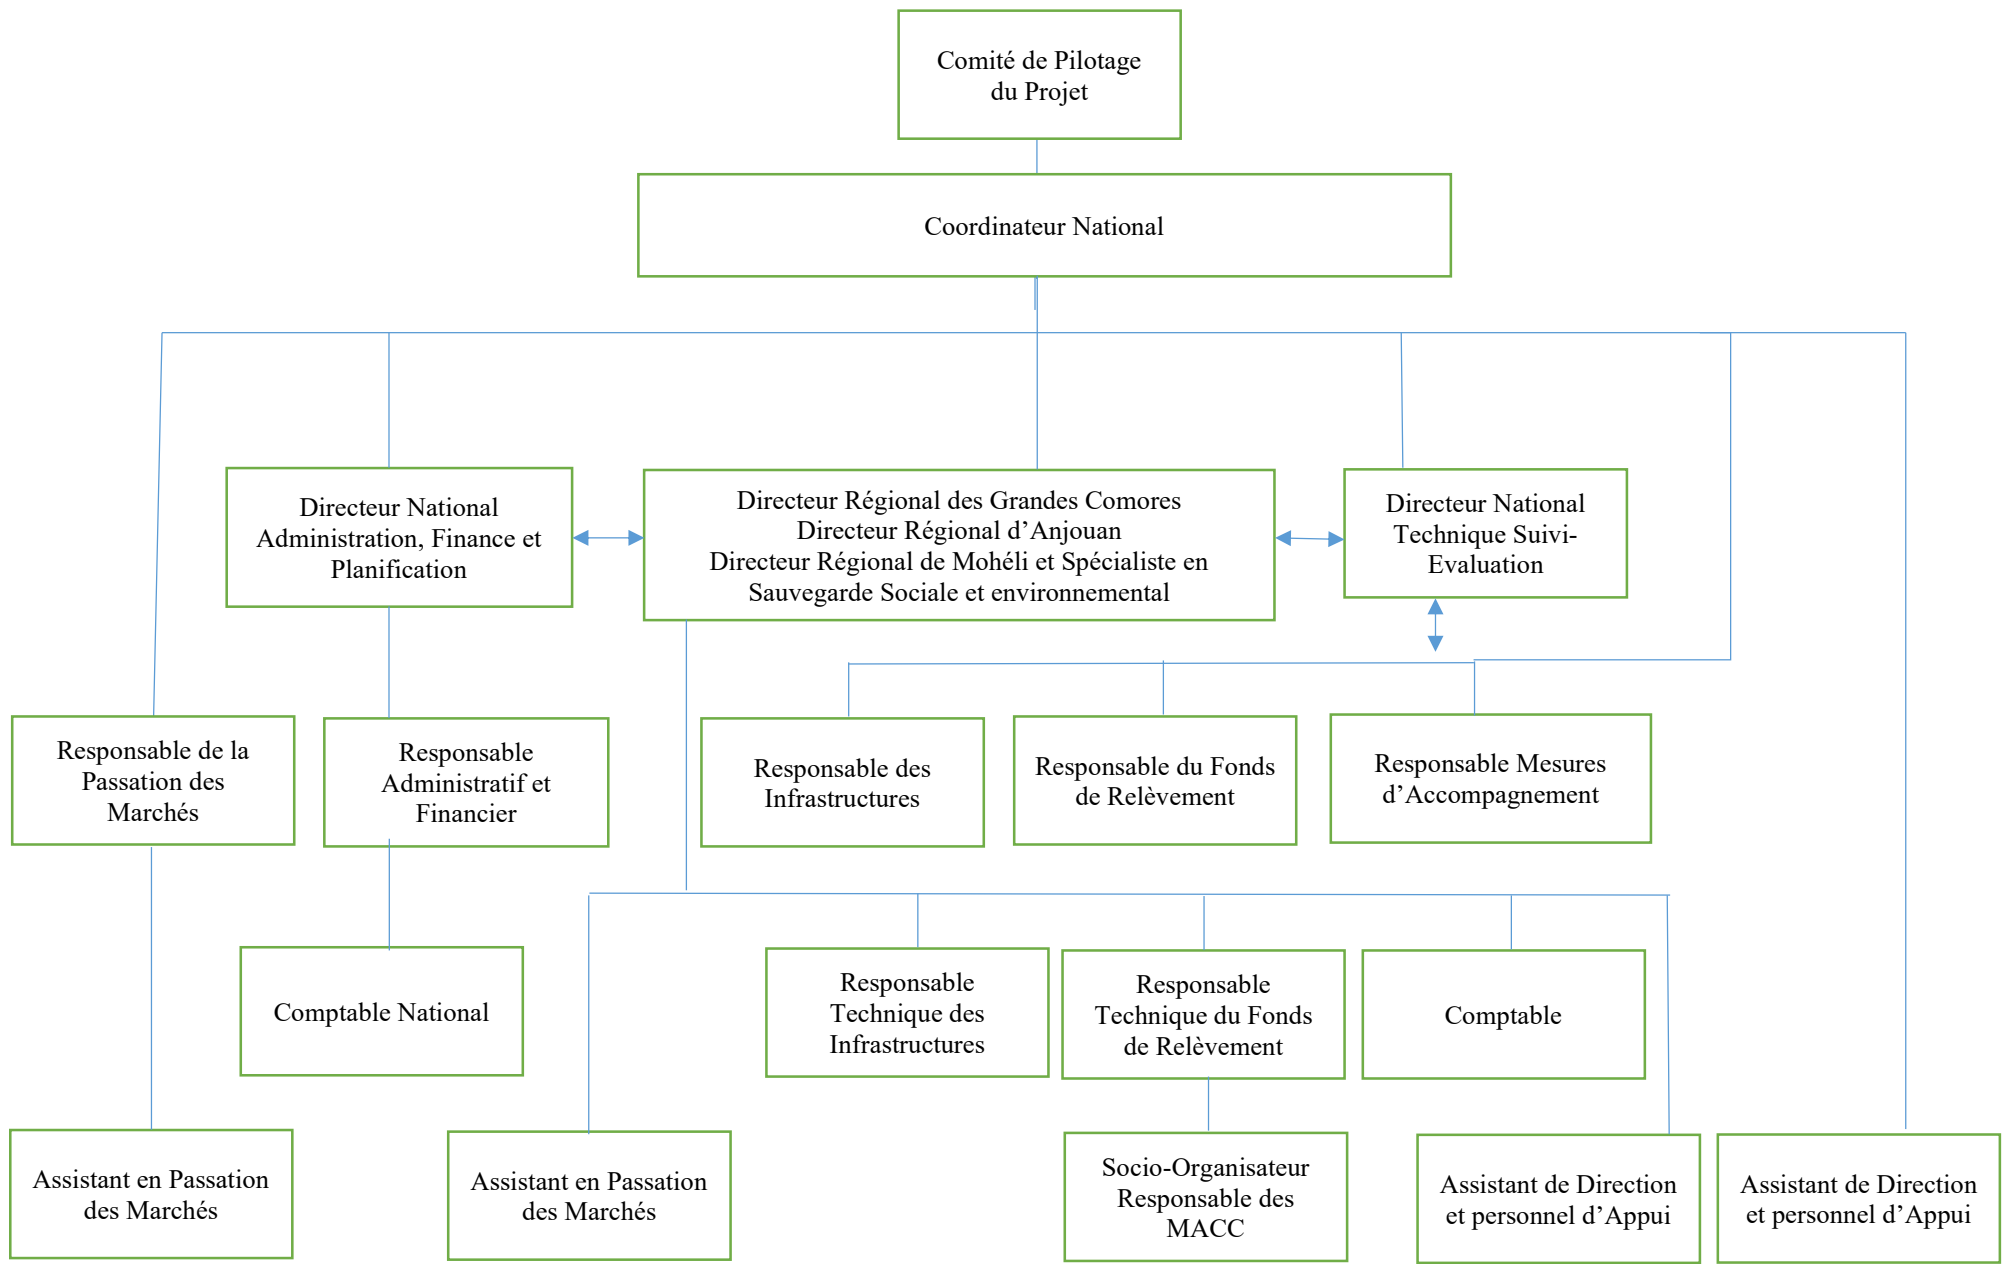 Comité de Pilotage
du Projet
Coordinateur National
Directeur National
Administration, Finance et
Planification
Directeur Régional des Grandes Comores
Directeur Régional d’Anjouan
Directeur Régional de Mohéli et Spécialiste en
Sauvegarde Sociale et environnemental
Directeur National
Technique Suivi-
Evaluation
Responsable de la
Passation des
Marchés
Responsable
Administratif et
Financier
Responsable des
Infrastructures
Responsable du Fonds
de Relèvement
Responsable Mesures
d’Accompagnement
Comptable National
Responsable
Technique des
Infrastructures
Responsable
Technique du Fonds
de Relèvement
Comptable
Assistant en Passation
des Marchés
Assistant en Passation
des Marchés
Socio-Organisateur
Responsable des
MACC
Assistant de Direction
et personnel d’Appui
Assistant de Direction
et personnel d’Appui